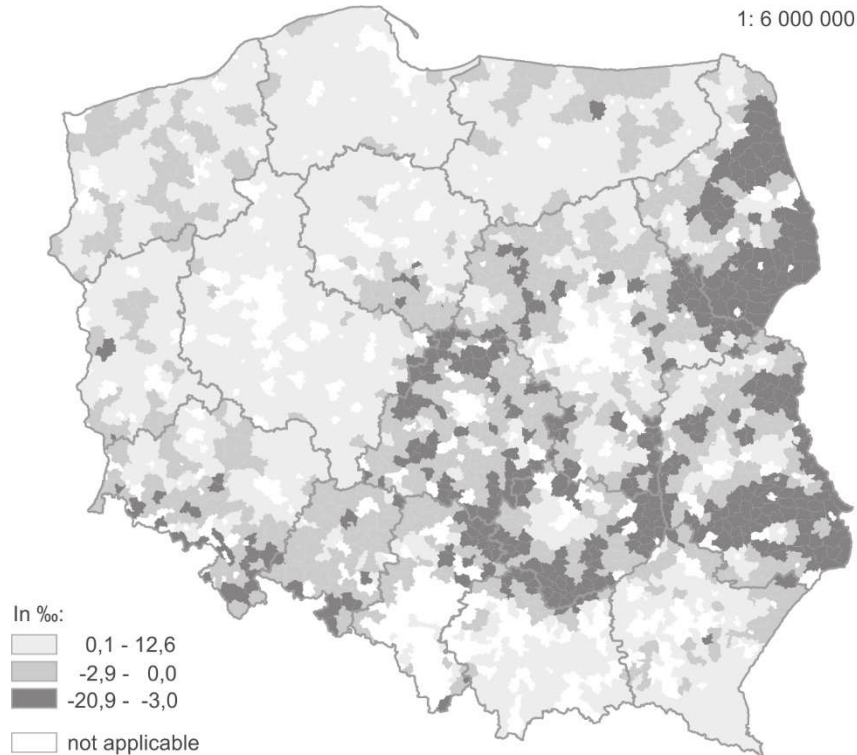 1: 6 000 000
In ‰:
0,1 - 12,6
-2,9 - 0,0
-20,9 - -3,0
not applicable